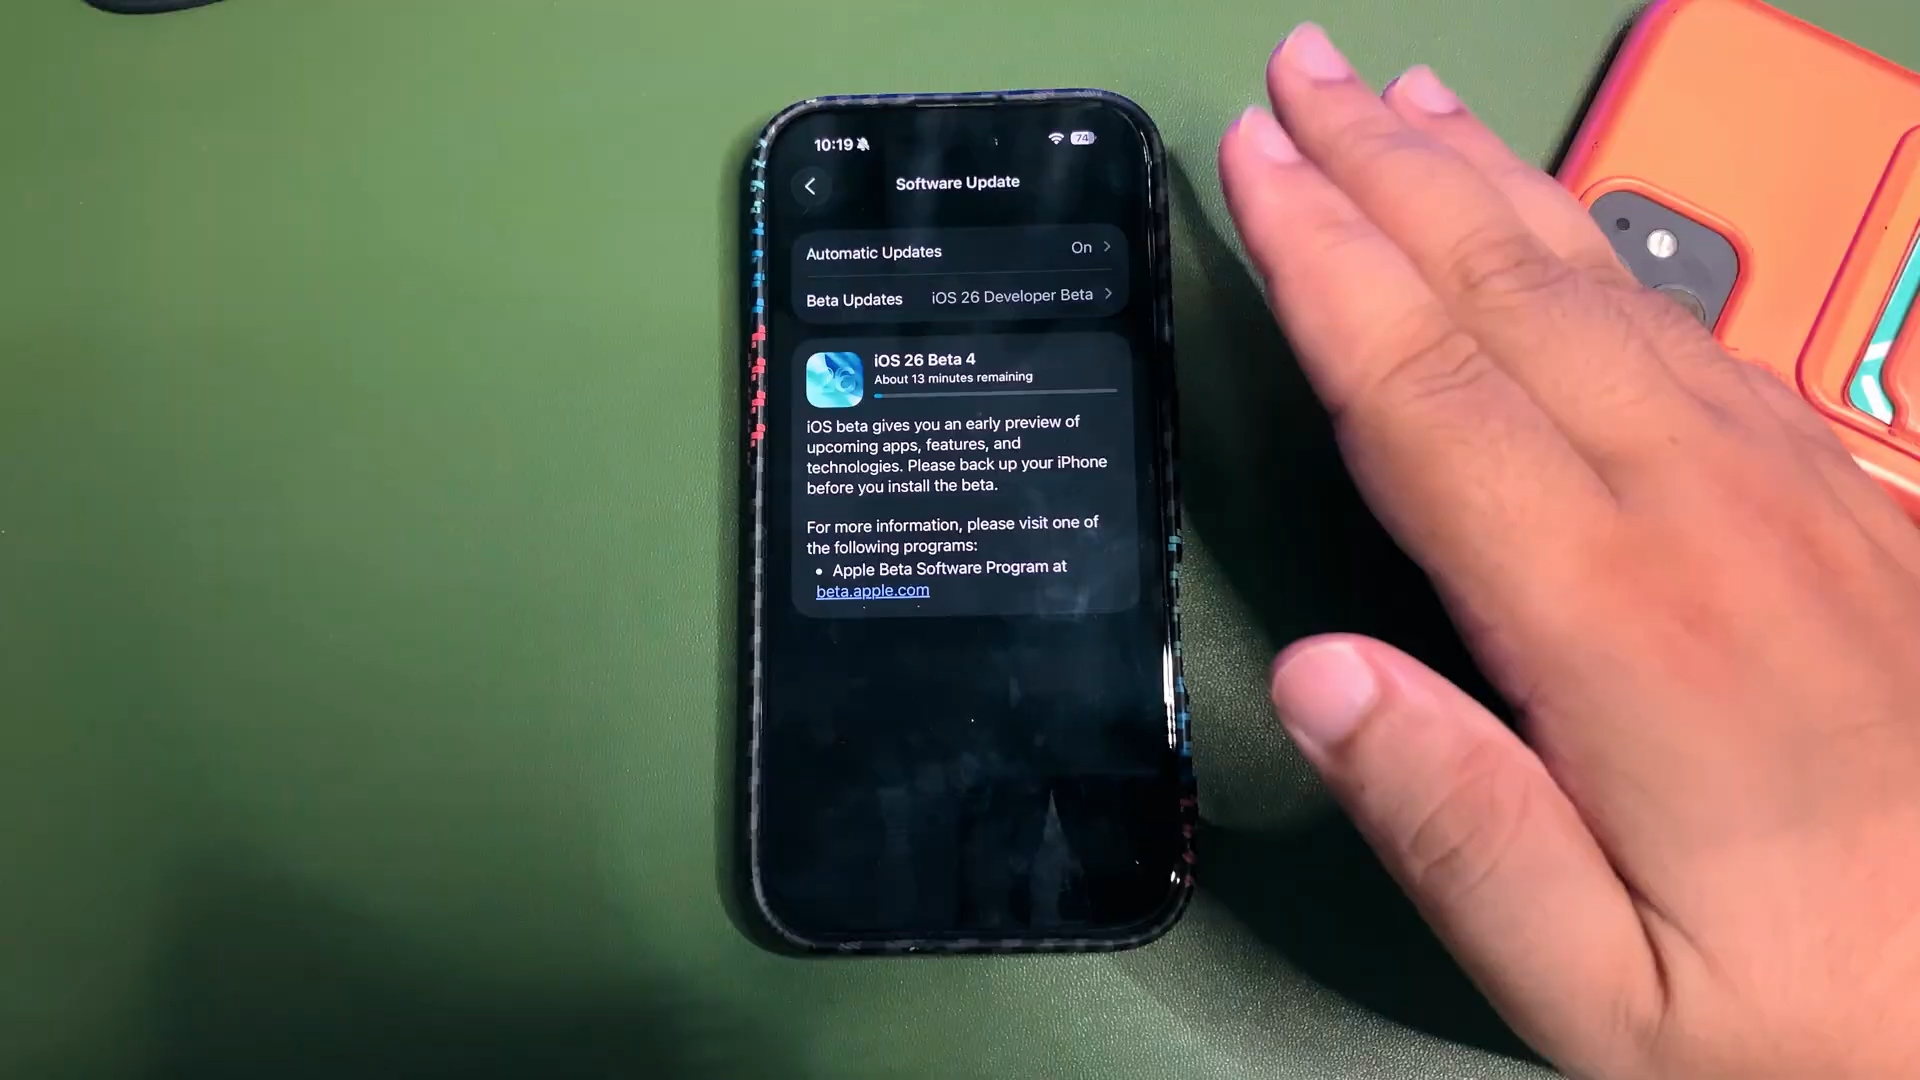 10:19 74
Software Update
Automatic Updates On
Beta Updates iOS 26 Developer Beta
26
iOS 26 Beta 4
About 13 minutes remaining
iOS beta gives you an early preview of
upcoming apps, features, and
technologies. Please back up your iPhone
before you install the beta.
For more information, please visit one of
the following programs:
• Apple Beta Software Program at
beta.apple.com